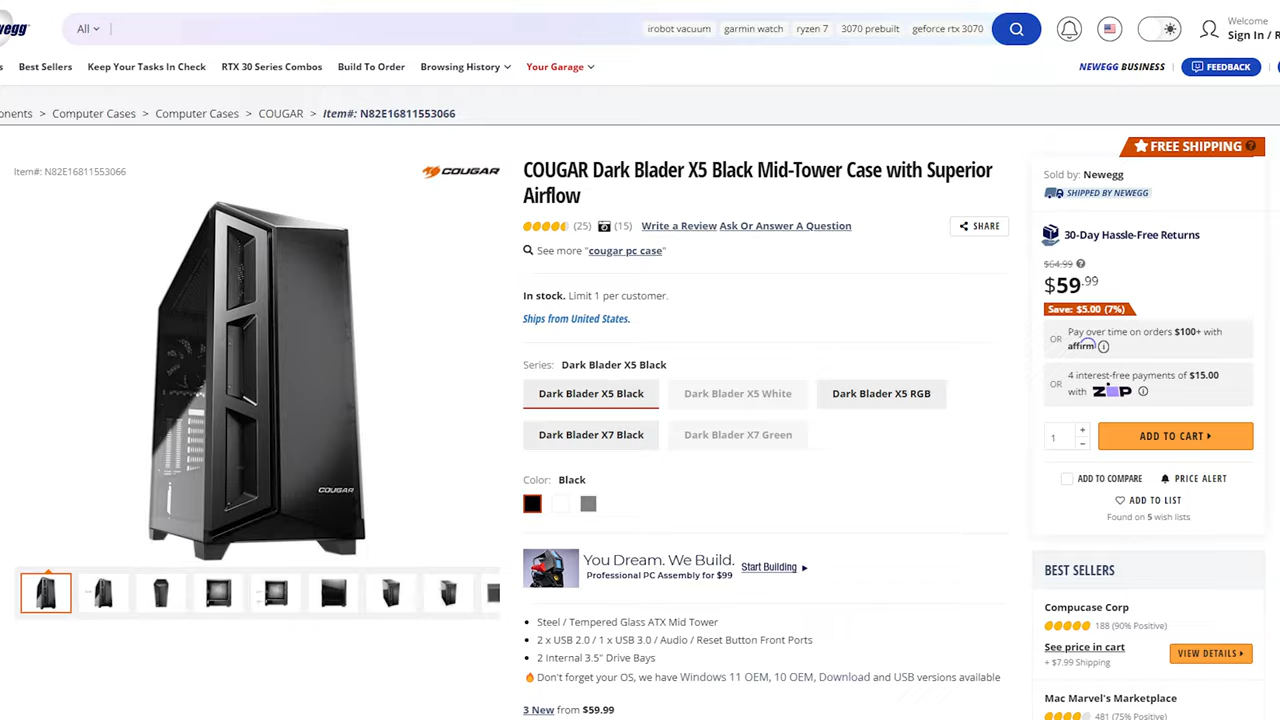 wegg
All
irobot vacuum garmin watch ryzen 7 3070 prebuilt geforce rtx 3070
Welcome
Sign In / R
s Best Sellers Keep Your Tasks In Check RTX 30 Series Combos Build To Order Browsing History Your Garage
NEWEGG BUSINESS FEEDBACK
onents > Computer Cases > Computer Cases > COUGAR > Item#: N82E16811553066
Item#: N82E16811553066
COUGAR
COUGAR
COUGAR Dark Blader X5 Black Mid-Tower Case with Superior
Airflow
(25) (15) Write a Review Ask Or Answer A Question
SHARE
See more "cougar pc case"
In stock. Limit 1 per customer.
Ships from United States.
Series: Dark Blader X5 Black
Dark Blader X5 Black Dark Blader X5 White Dark Blader X5 RGB
Dark Blader X7 Black Dark Blader X7 Green
Color: Black
You Dream. We Build.
Professional PC Assembly for $99
Start Building
• Steel / Tempered Glass ATX Mid Tower
• 2 x USB 2.0 / 1 x USB 3.0 / Audio / Reset Button Front Ports
• 2 Internal 3.5" Drive Bays
Don't forget your OS, we have Windows 11 OEM, 10 OEM, Download and USB versions available
3 New from $59.99
FREE SHIPPING
Sold by: Newegg
SHIPPED BY NEWEGG
30-Day Hassle-Free Returns
$64.99
$59.99
Save: $5.00 (7%)
OR Pay over time on orders $100+ with
affirm
OR 4 interest-free payments of $15.00
with ZIP
1 + −
ADD TO CART
ADD TO COMPARE PRICE ALERT
ADD TO LIST
Found on 5 wish lists
BEST SELLERS
Compucase Corp
188 (90% Positive)
See price in cart
+ $7.99 Shipping
VIEW DETAILS
Mac Marvel's Marketplace
481 (75% Positive)